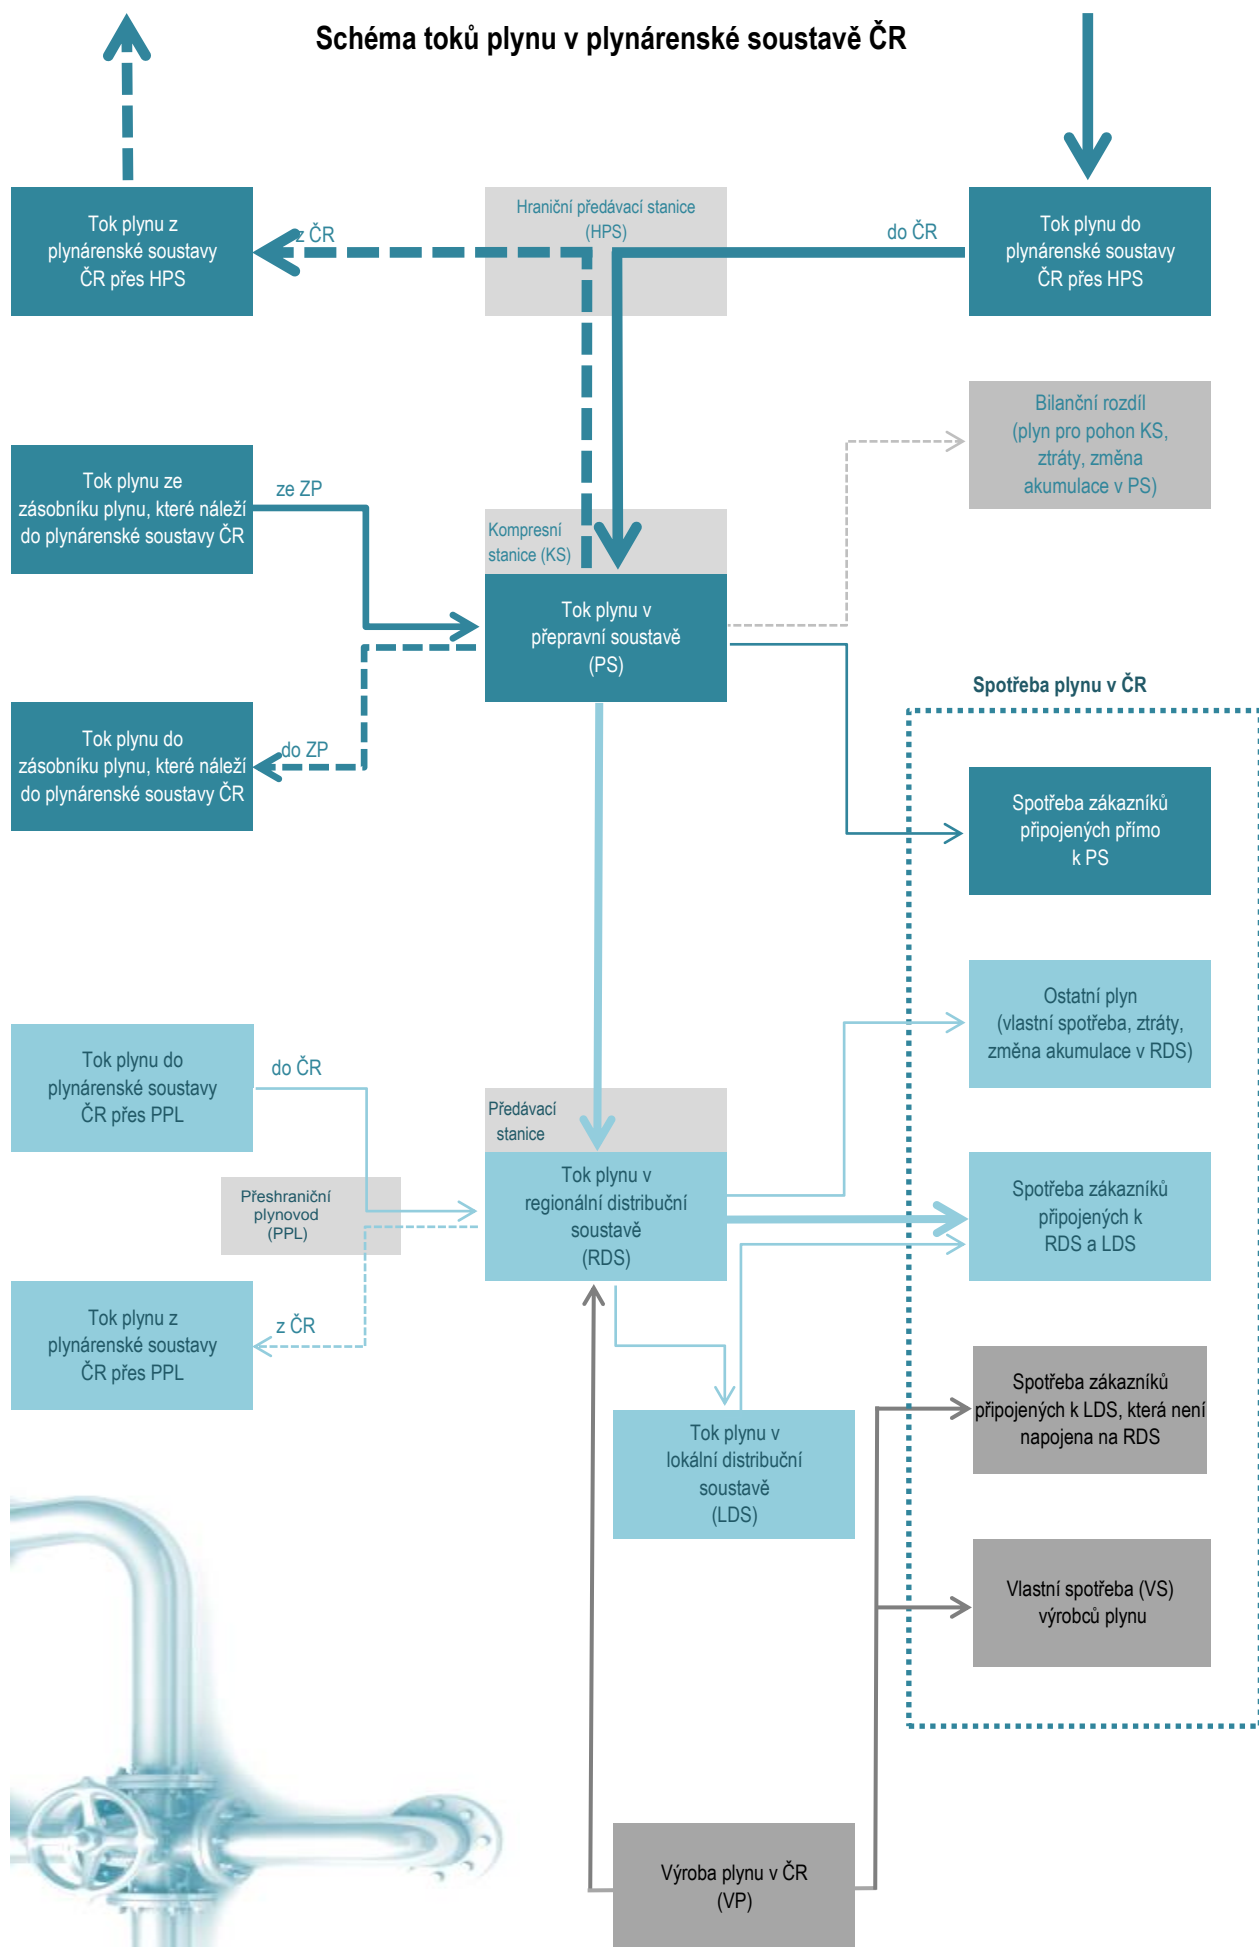 Schéma toků plynu v plynárenské soustavě ČR
Tok plynu z
plynárenské soustavy
ČR přes HPS
z ČR
Hraniční předávací stanice
(HPS)
do ČR
Tok plynu do
plynárenské soustavy
ČR přes HPS
Bilanční rozdíl
(plyn pro pohon KS,
ztráty, změna
akumulace v PS)
Tok plynu ze
zásobníku plynu, které náleží
do plynárenské soustavy ČR
ze ZP
Kompresní
stanice (KS)
Tok plynu v
přepravní soustavě
(PS)
Tok plynu do
zásobníku plynu, které náleží
do plynárenské soustavy ČR
do ZP
Spotřeba plynu v ČR
Spotřeba zákazníků
připojených přímo
k PS
Ostatní plyn
(vlastní spotřeba, ztráty,
změna akumulace v RDS)
Tok plynu do
plynárenské soustavy
ČR přes PPL
do ČR
Předávací
stanice
Tok plynu v
regionální distribuční
soustavě
(RDS)
Přeshraniční
plynovod
(PPL)
Spotřeba zákazníků
připojených k
RDS a LDS
Tok plynu z
plynárenské soustavy
ČR přes PPL
z ČR
Spotřeba zákazníků
připojených k LDS, která není
napojena na RDS
Tok plynu v
lokální distribuční
soustavě
(LDS)
Vlastní spotřeba (VS)
výrobců plynu
Výroba plynu v ČR
(VP)